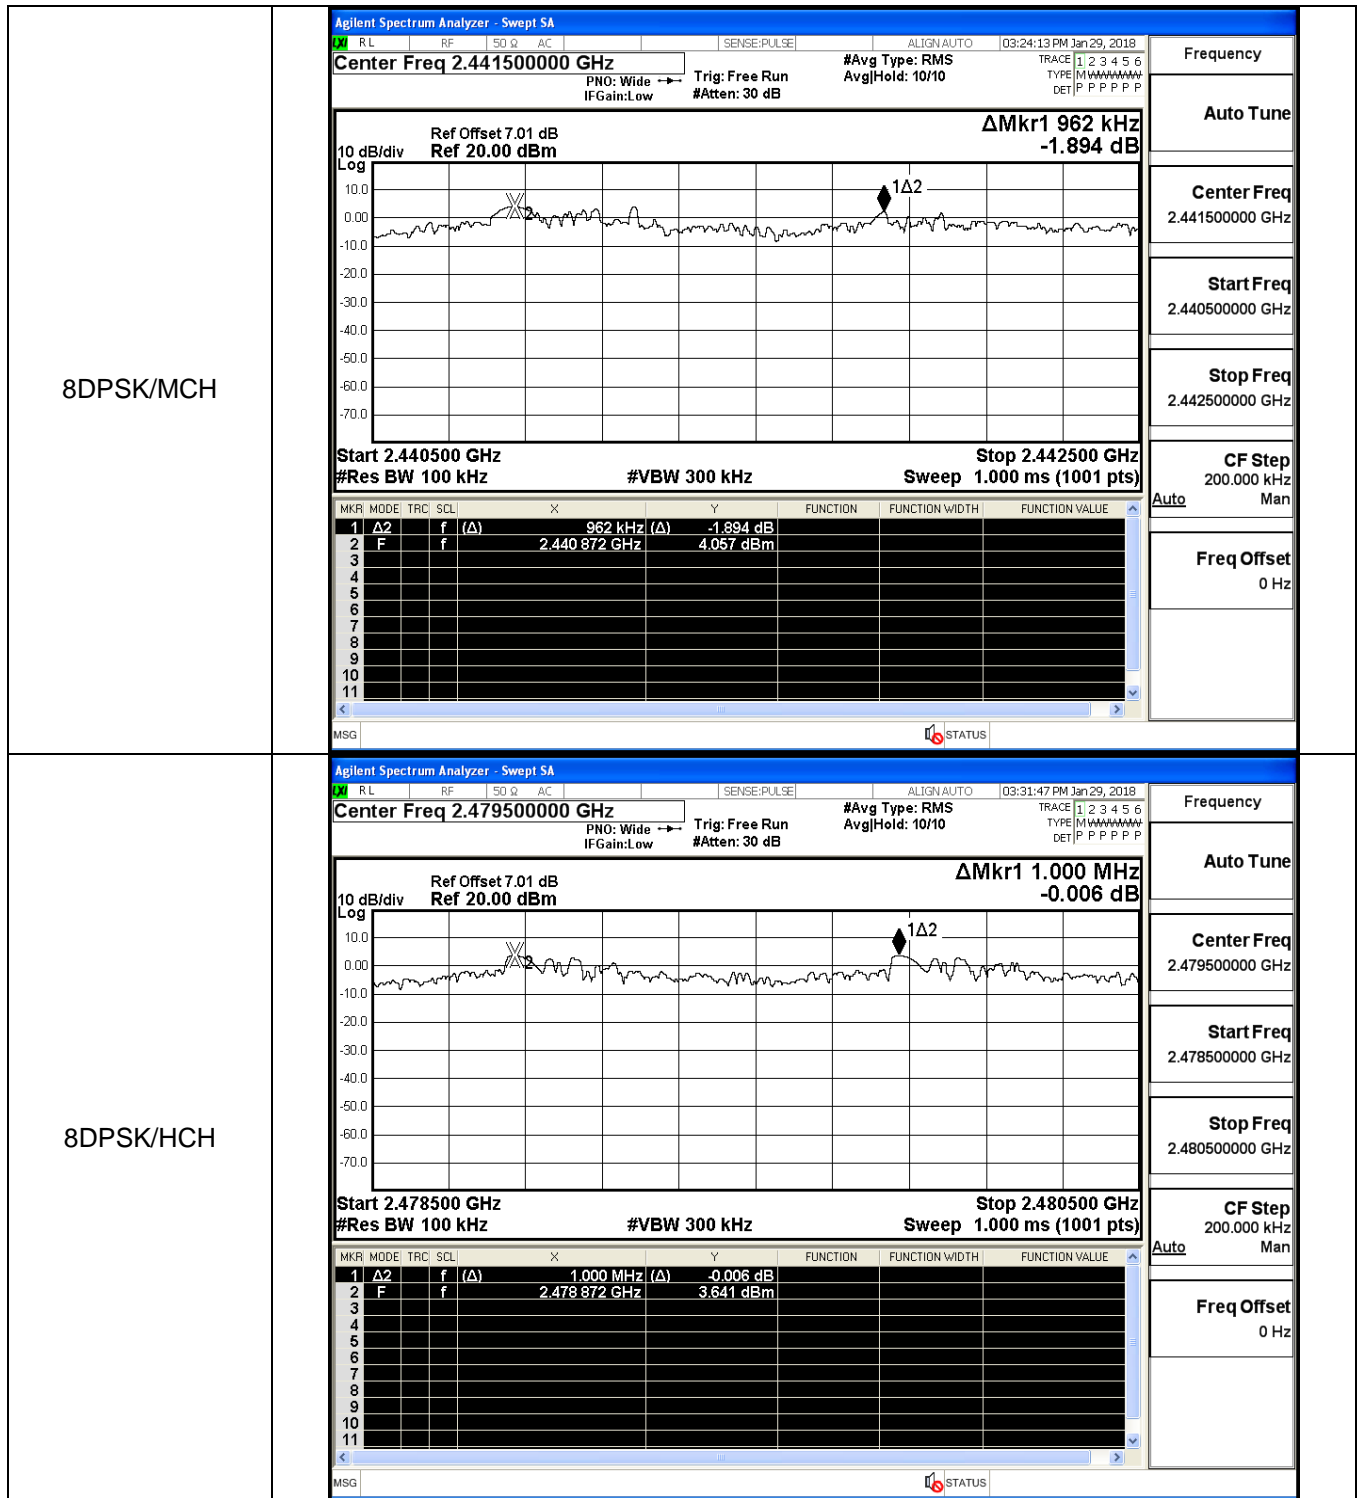 8DPSK/MCH
Agilent Spectrum Analyzer - Swept SA
LXI RL RF 50 Ω AC SENSE:PULSE ALIGN AUTO 03:24:13 PM Jan 29, 2018
Center Freq 2.441500000 GHz
PNO: Wide
IFGain:Low
Trig: Free Run
#Atten: 30 dB
#Avg Type: RMS
Avg|Hold: 10/10
TRACE 1 2 3 4 5 6
TYPE M WWWWW
DET P P P P P P
Ref Offset 7.01 dB
10 dB/div Ref 20.00 dBm
Log
ΔMkr1 962 kHz
-1.894 dB
10.0
0.00
-10.0
-20.0
-30.0
-40.0
-50.0
-60.0
-70.0
2
1Δ2
Start 2.440500 GHz Stop 2.442500 GHz
#Res BW 100 kHz #VBW 300 kHz Sweep 1.000 ms (1001 pts)
MKR MODE TRC SCL X Y FUNCTION FUNCTION WIDTH FUNCTION VALUE
1 Δ2 f (Δ) 962 kHz (Δ) -1.894 dB
2 F f 2.440 872 GHz 4.057 dBm
3
4
5
6
7
8
9
10
11
MSG STATUS
Frequency
Auto Tune
Center Freq
2.441500000 GHz
Start Freq
2.440500000 GHz
Stop Freq
2.442500000 GHz
CF Step
200.000 kHz
Auto Man
Freq Offset
0 Hz
8DPSK/HCH
Agilent Spectrum Analyzer - Swept SA
LXI RL RF 50 Ω AC SENSE:PULSE ALIGN AUTO 03:31:47 PM Jan 29, 2018
Center Freq 2.479500000 GHz
PNO: Wide
IFGain:Low
Trig: Free Run
#Atten: 30 dB
#Avg Type: RMS
Avg|Hold: 10/10
TRACE 1 2 3 4 5 6
TYPE M WWWWW
DET P P P P P P
Ref Offset 7.01 dB
10 dB/div Ref 20.00 dBm
Log
ΔMkr1 1.000 MHz
-0.006 dB
10.0
0.00
-10.0
-20.0
-30.0
-40.0
-50.0
-60.0
-70.0
2
1Δ2
Start 2.478500 GHz Stop 2.480500 GHz
#Res BW 100 kHz #VBW 300 kHz Sweep 1.000 ms (1001 pts)
MKR MODE TRC SCL X Y FUNCTION FUNCTION WIDTH FUNCTION VALUE
1 Δ2 f (Δ) 1.000 MHz (Δ) -0.006 dB
2 F f 2.478 872 GHz 3.641 dBm
3
4
5
6
7
8
9
10
11
MSG STATUS
Frequency
Auto Tune
Center Freq
2.479500000 GHz
Start Freq
2.478500000 GHz
Stop Freq
2.480500000 GHz
CF Step
200.000 kHz
Auto Man
Freq Offset
0 Hz